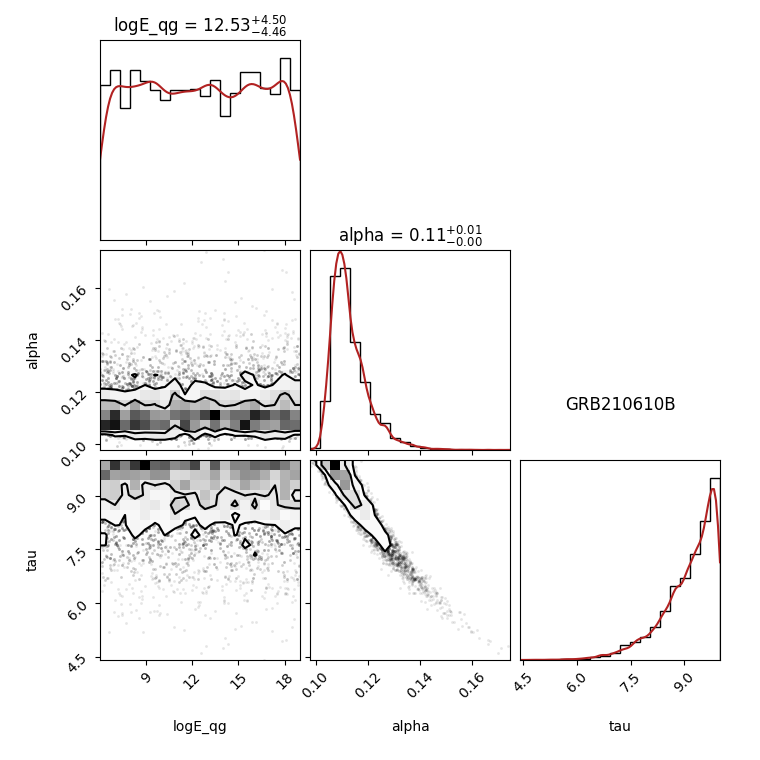 logE_qg = 12.53+4.50 −4.46
alpha = 0.11+0.01 −0.00
alpha
0.16
0.14
0.12
0.10
GRB210610B
tau
9.0
7.5
6.0
4.5
9 12 15 18
0.10 0.12 0.14 0.16
4.5 6.0 7.5 9.0
logE_qg alpha tau